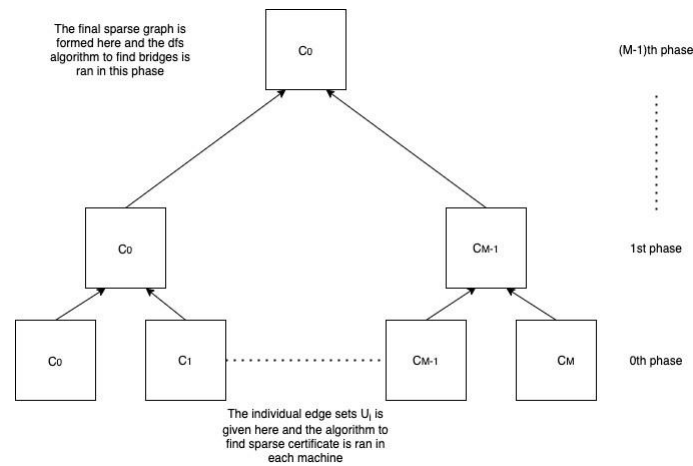 The final sparse graph is
formed here and the dfs
algorithm to find bridges is
ran in this phase
C0
(M-1)th phase
C0
CM-1
1st phase
C0
C1
CM-1
CM
0th phase
The individual edge sets Ui is
given here and the algorithm to
find sparse certificate is ran in
each machine